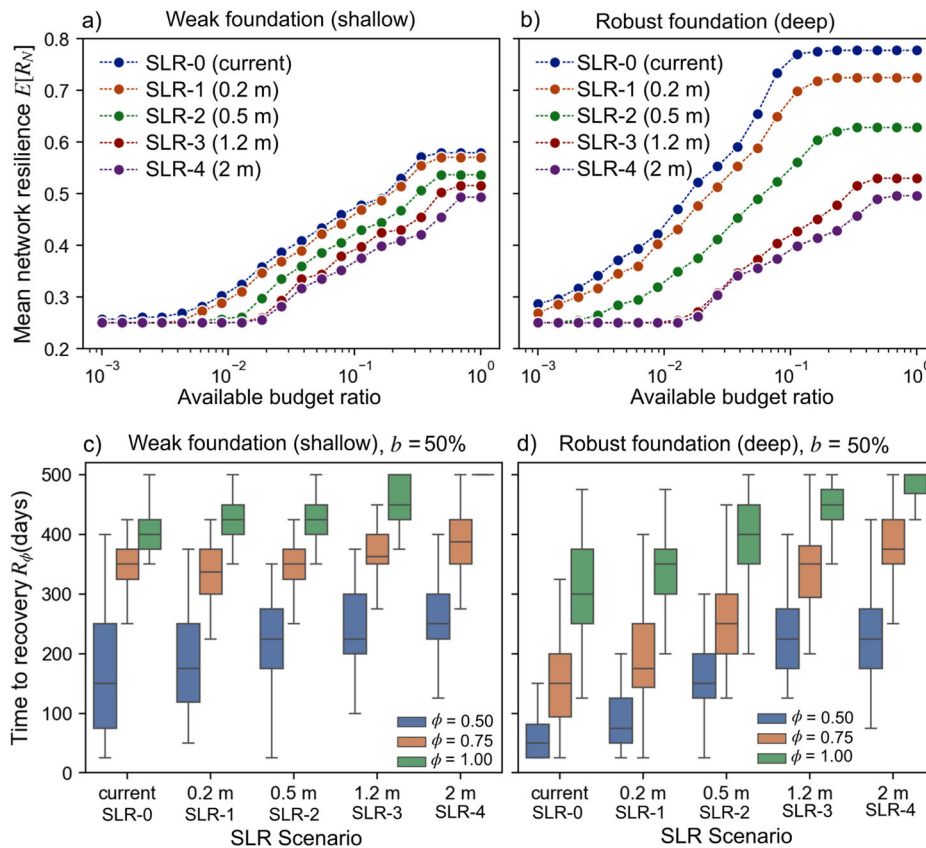 a) Weak foundation (shallow)
b) Robust foundation (deep)
Mean network resilience E[R_N]
0.8
0.7
0.6
0.5
0.4
0.3
0.2
SLR-0 (current)
SLR-1 (0.2 m)
SLR-2 (0.5 m)
SLR-3 (1.2 m)
SLR-4 (2 m)
SLR-0 (current)
SLR-1 (0.2 m)
SLR-2 (0.5 m)
SLR-3 (1.2 m)
SLR-4 (2 m)
10⁻³ 10⁻² 10⁻¹ 10⁰
10⁻³ 10⁻² 10⁻¹ 10⁰
Available budget ratio
Available budget ratio
c) Weak foundation (shallow), b = 50%
d) Robust foundation (deep), b = 50%
Time to recovery R_ϕ(days)
500
400
300
200
100
0
ϕ = 0.50
ϕ = 0.75
ϕ = 1.00
ϕ = 0.50
ϕ = 0.75
ϕ = 1.00
current 0.2 m 0.5 m 1.2 m 2 m
SLR-0 SLR-1 SLR-2 SLR-3 SLR-4
SLR Scenario
current 0.2 m 0.5 m 1.2 m 2 m
SLR-0 SLR-1 SLR-2 SLR-3 SLR-4
SLR Scenario